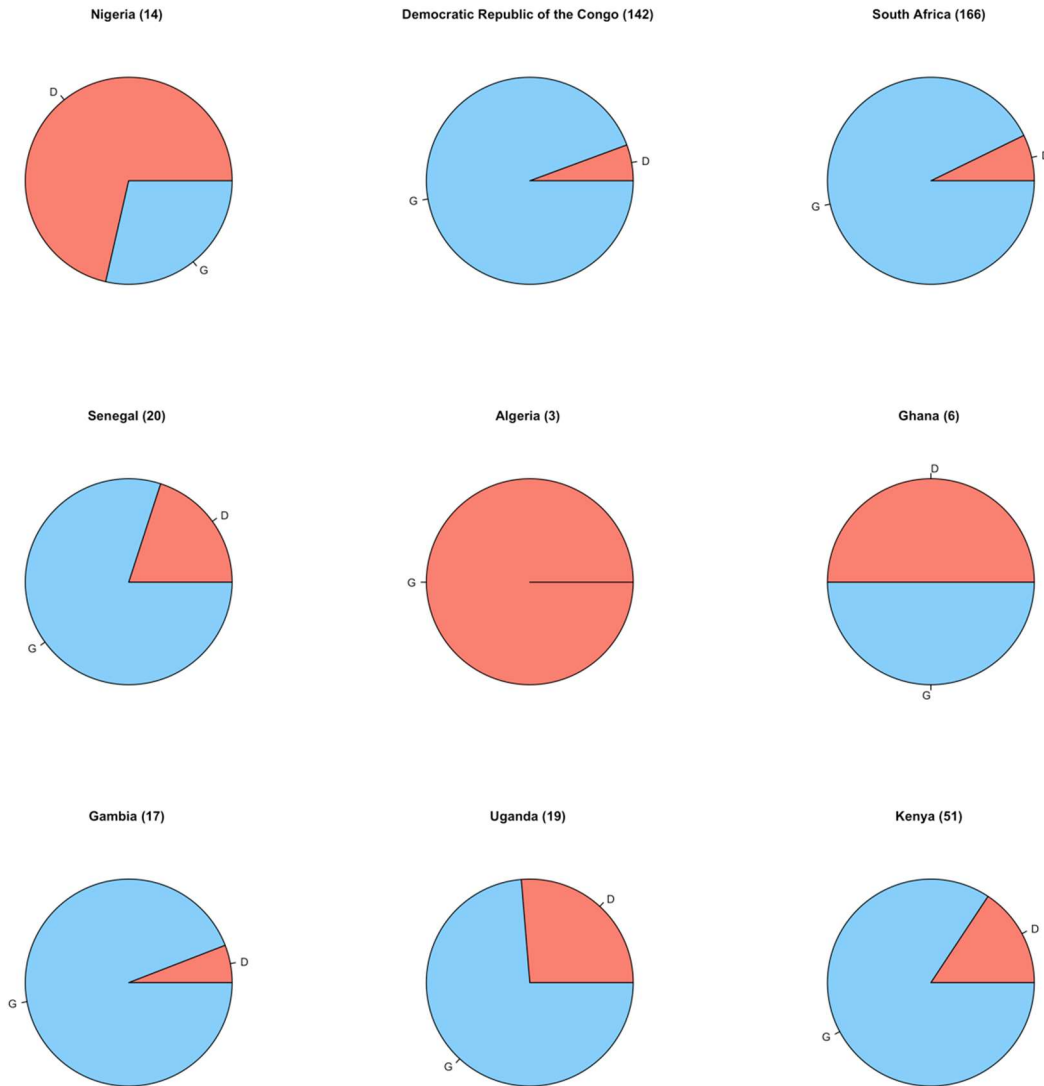 Nigeria (14)
D
G
Democratic Republic of the Congo (142)
D
G
South Africa (166)
D
G
Senegal (20)
D
G
Algeria (3)
G
Ghana (6)
D
G
Gambia (17)
D
G
Uganda (19)
D
G
Kenya (51)
D
G